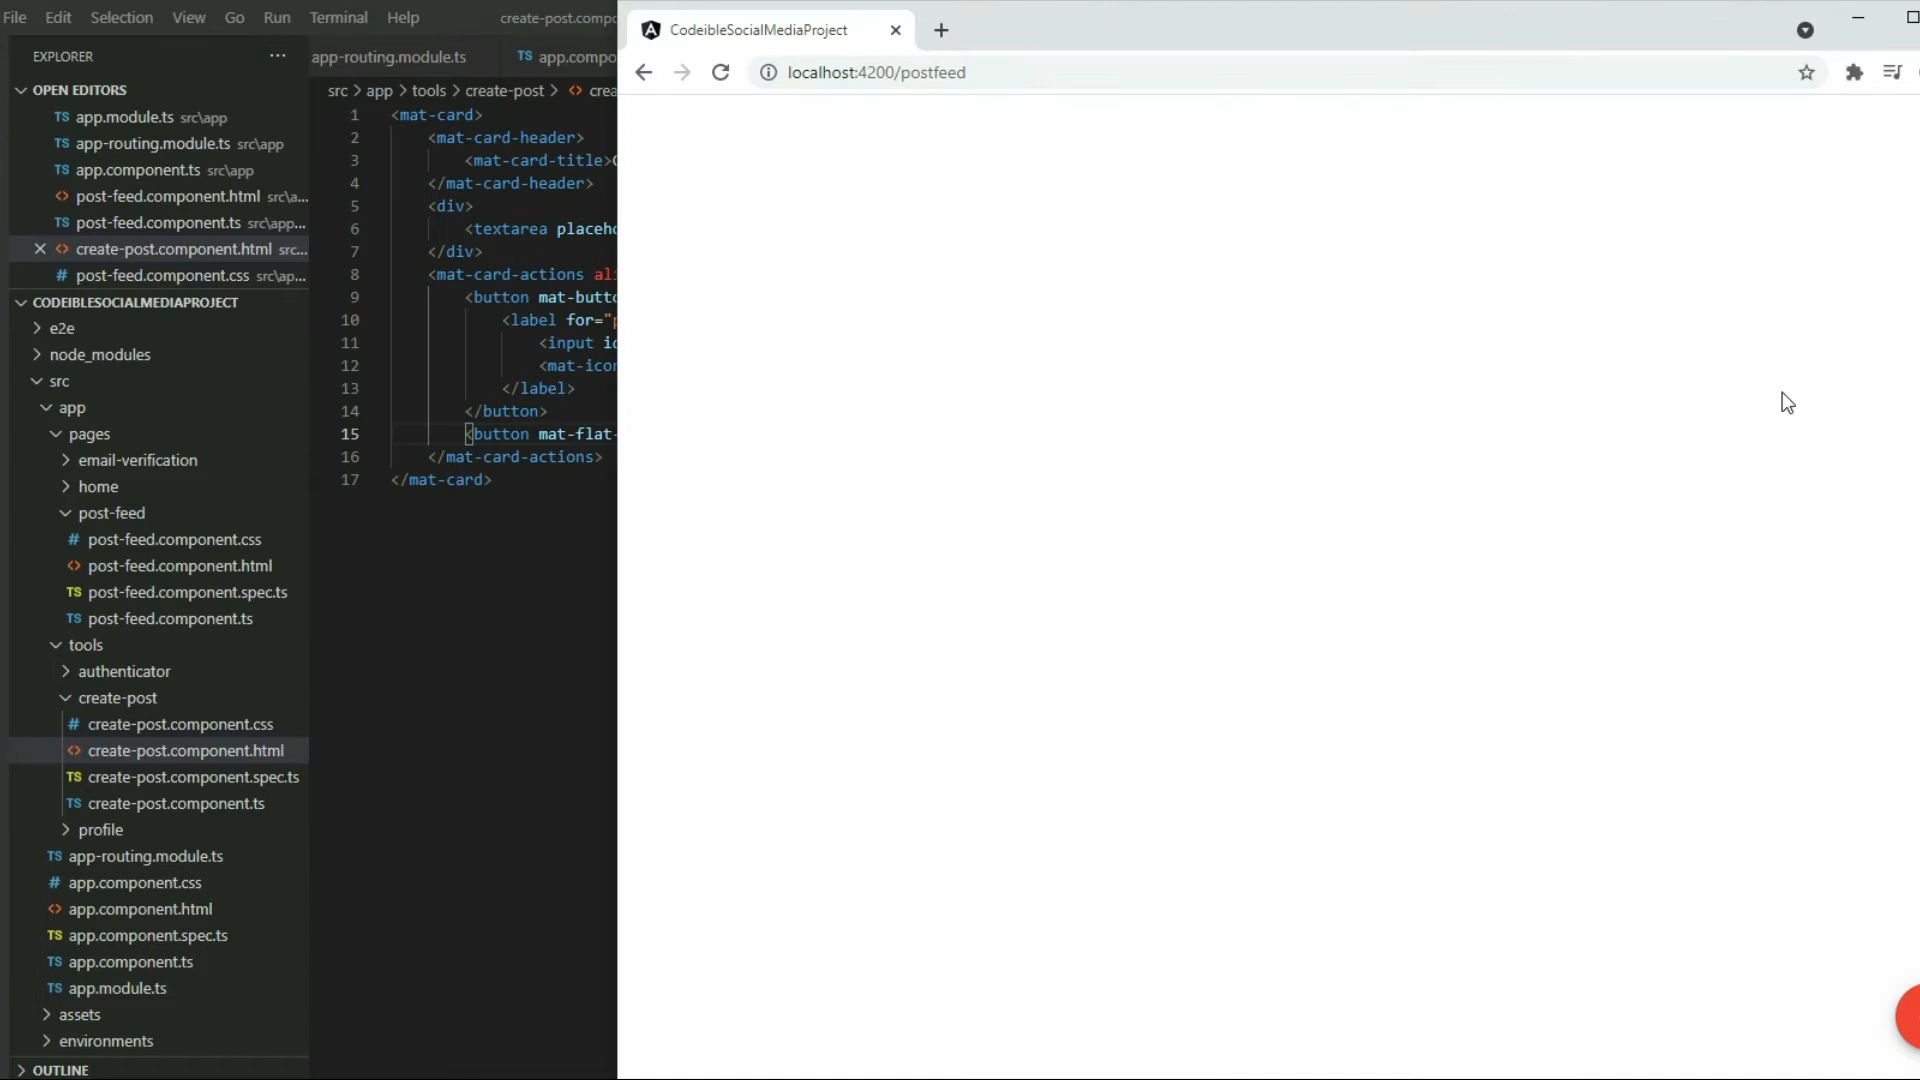 File Edit Selection View Go Run Terminal Help create-post.compo
EXPLORER ···
app-routing.module.ts TS app.compo
OPEN EDITORS
TS app.module.ts src\app
TS app-routing.module.ts src\app
TS app.component.ts src\app
<> post-feed.component.html src\a...
TS post-feed.component.ts src\app...
<> create-post.component.html src...
# post-feed.component.css src\ap...
CODEIBLESOCIALMEDIAPROJECT
e2e
node_modules
src
app
pages
email-verification
home
post-feed
# post-feed.component.css
<> post-feed.component.html
TS post-feed.component.spec.ts
TS post-feed.component.ts
tools
authenticator
create-post
# create-post.component.css
<> create-post.component.html
TS create-post.component.spec.ts
TS create-post.component.ts
profile
TS app-routing.module.ts
# app.component.css
<> app.component.html
TS app.component.spec.ts
TS app.component.ts
TS app.module.ts
assets
environments
OUTLINE
src > app > tools > create-post > <> crea
1 <mat-card>
2 <mat-card-header>
3 <mat-card-title>C
4 </mat-card-header>
5 <div>
6 <textarea placeho
7 </div>
8 <mat-card-actions ali
9 <button mat-butto
10 <label for="p
11 <input id
12 <mat-icon
13 </label>
14 </button>
15 <button mat-flat-
16 </mat-card-actions>
17 </mat-card>
CodeibleSocialMediaProject
localhost:4200/postfeed